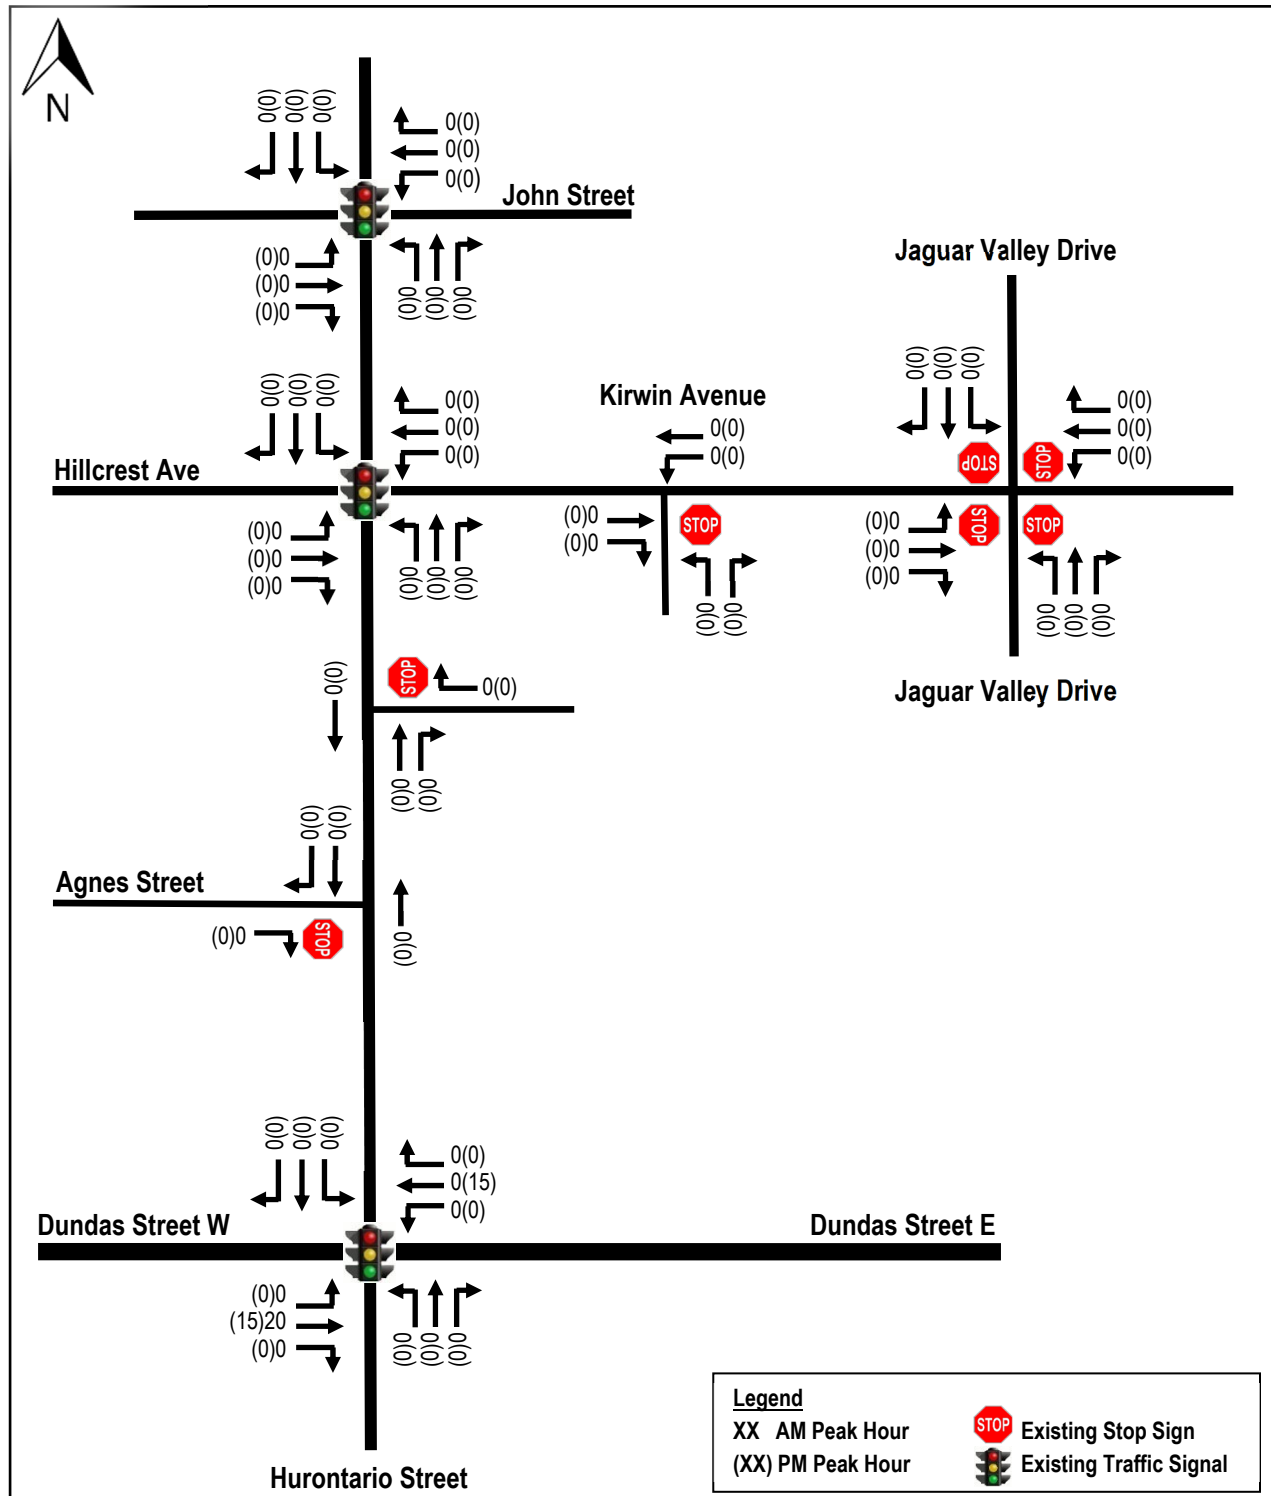 N
0(0) 0(0) 0(0)
0(0)
0(0)
0(0)
John Street
(0)0
(0)0
(0)0
(0)0 (0)0 (0)0
Jaguar Valley Drive
0(0) 0(0) 0(0)
0(0)
0(0)
0(0)
Hillcrest Ave
(0)0
(0)0
(0)0
(0)0 (0)0 (0)0
Kirwin Avenue
0(0)
0(0)
(0)0
(0)0
STOP
(0)0 (0)0
0(0) 0(0) 0(0)
0(0)
0(0)
0(0)
STOP
STOP
STOP
STOP
(0)0
(0)0
(0)0
(0)0 (0)0 (0)0
Jaguar Valley Drive
0(0)
STOP
0(0)
(0)0 (0)0
0(0) 0(0)
Agnes Street
(0)0
STOP
0(0)
0(0) 0(0) 0(0)
0(0)
0(15)
0(0)
Dundas Street W
Dundas Street E
(0)0
(15)20
(0)0
(0)0 (0)0 (0)0
Hurontario Street
Legend
XX AM Peak Hour
(XX) PM Peak Hour
STOP Existing Stop Sign
Existing Traffic Signal